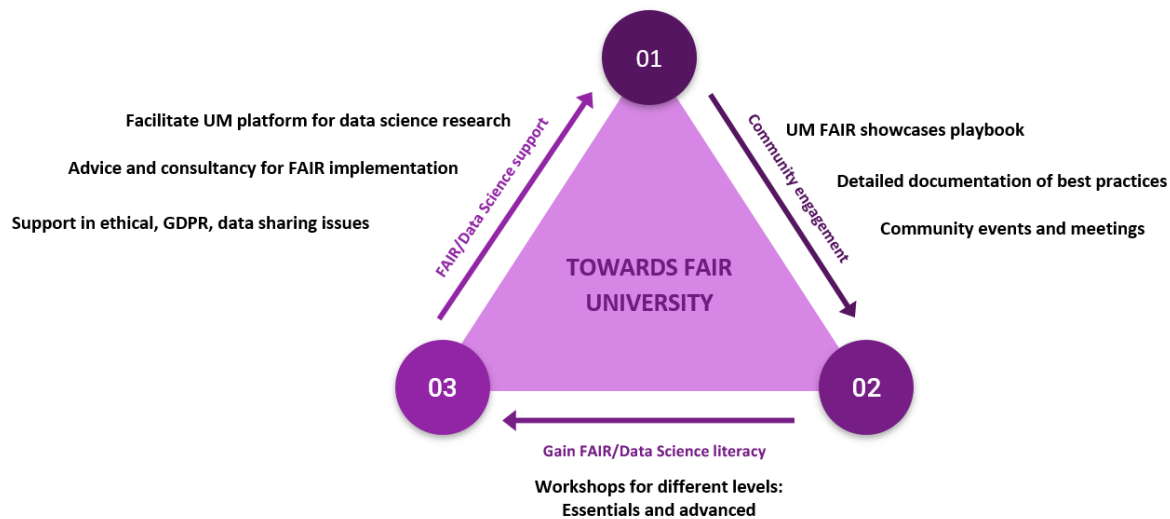 01
Facilitate UM platform for data science research
Advice and consultancy for FAIR implementation
Support in ethical, GDPR, data sharing issues
FAIR/Data Science support
Community engagement
UM FAIR showcases playbook
Detailed documentation of best practices
Community events and meetings
TOWARDS FAIR
UNIVERSITY
03
02
Gain FAIR/Data Science literacy
Workshops for different levels:
Essentials and advanced